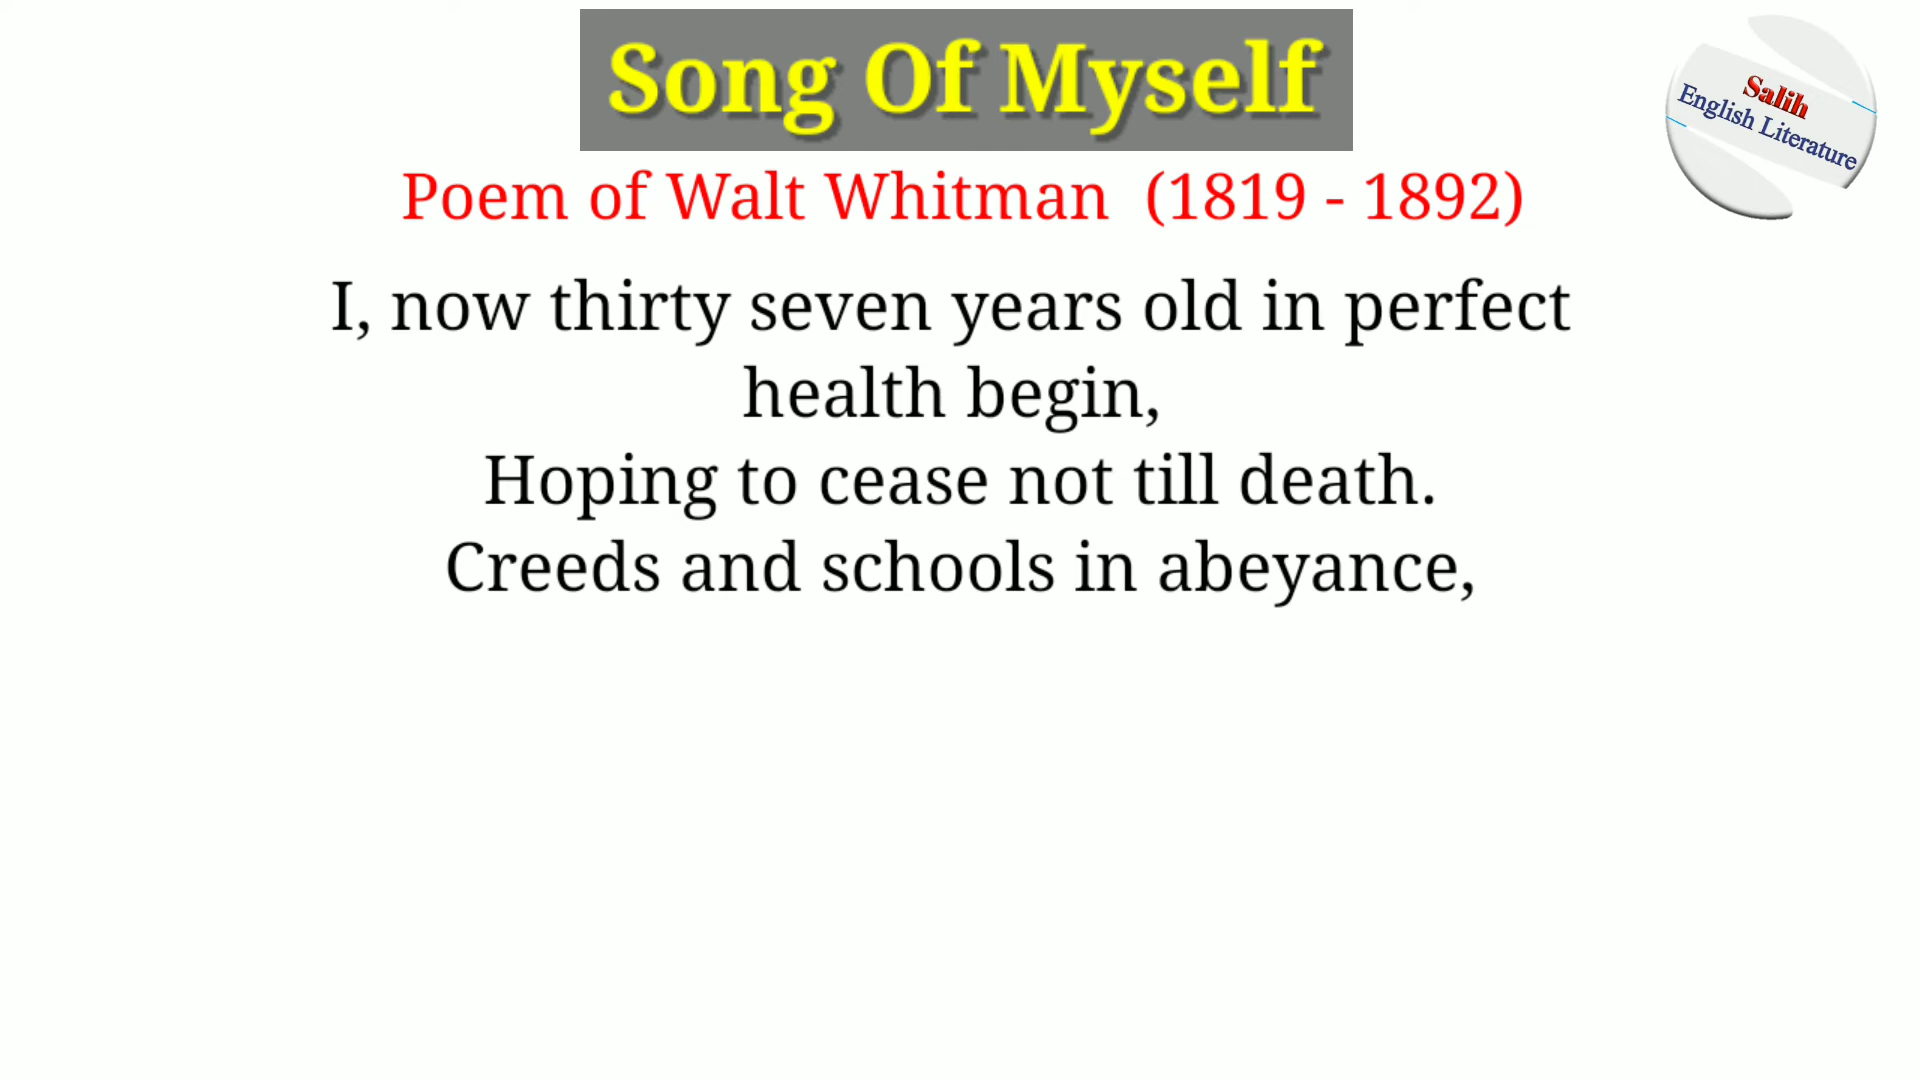 Song Of Myself
Salih
English Literature
Poem of Walt Whitman (1819 - 1892)
I, now thirty seven years old in perfect
health begin,
Hoping to cease not till death.
Creeds and schools in abeyance,